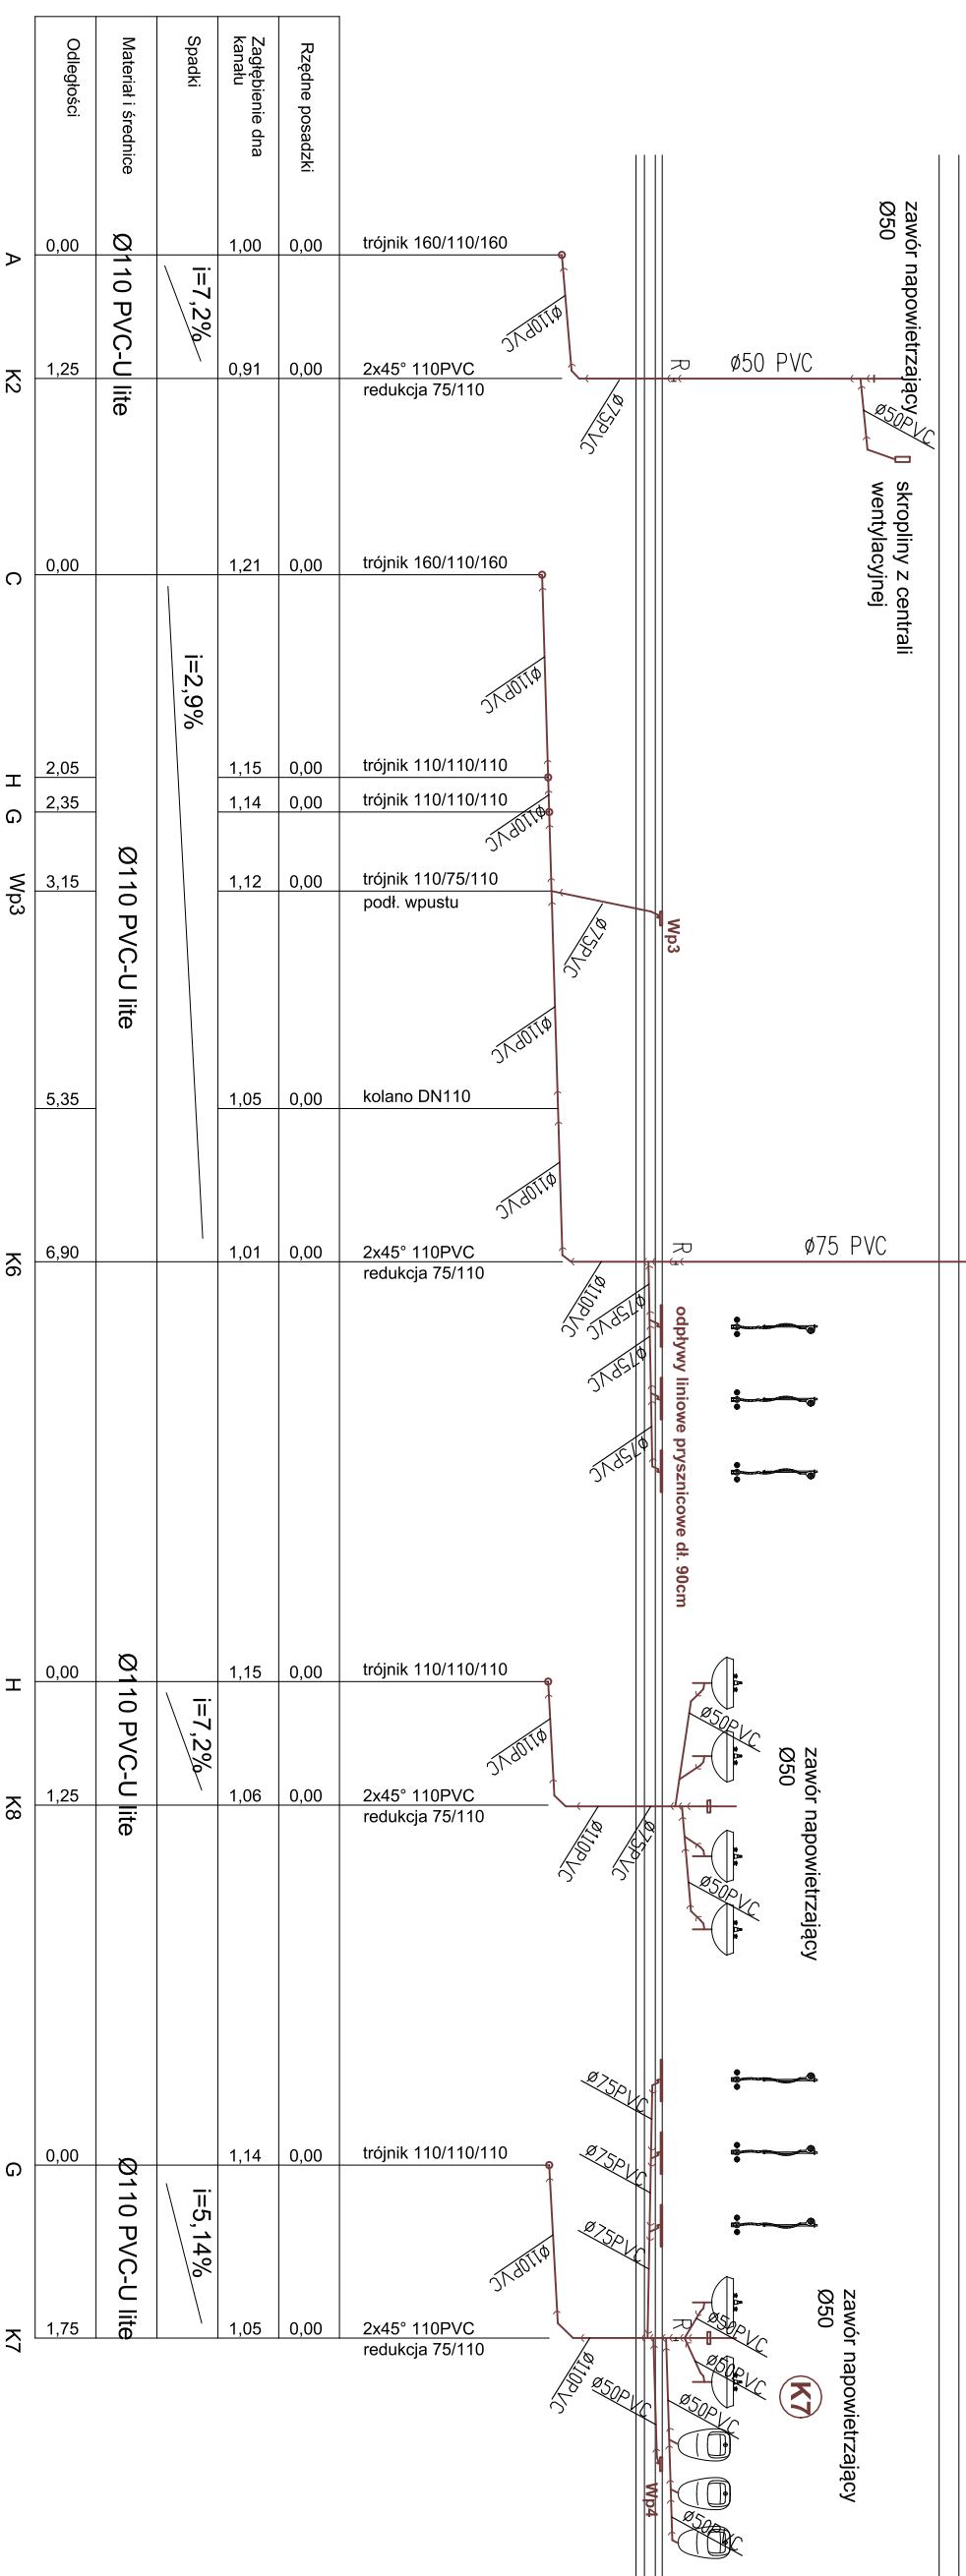 zawór napowietrzający
Ø50
skropliny z centrali
wentylacyjnej
ø50PVC
ø50 PVC
R
ø75PVC
Ø110PVC
ø75 PVC
R
Wp3
ø75PVC
Ø110PVC
Ø110PVC
Ø110PVC
Ø110PVC
Ø110PVC
ø75PVC
ø75PVC
ø75PVC
odpływy liniowe prysznicowe dł. 90cm
zawór napowietrzający
Ø50
ø50PVC
ø50PVC
ø75PVC
Ø110PVC
Ø110PVC
zawór napowietrzający
Ø50
K7
ø75PVC
ø75PVC
ø75PVC
R
ø50PVC
ø50PVC
ø50PVC
ø50PVC
ø50PVC
Wp4
Ø110PVC
Ø110PVC
trójnik 160/110/160
2x45° 110PVC
redukcja 75/110
trójnik 160/110/160
trójnik 110/110/110
trójnik 110/110/110
trójnik 110/75/110
podł. wpustu
kolano DN110
2x45° 110PVC
redukcja 75/110
trójnik 110/110/110
2x45° 110PVC
redukcja 75/110
trójnik 110/110/110
2x45° 110PVC
redukcja 75/110
Rzędne posadzki
0,00 0,00 0,00 0,00 0,00 0,00 0,00 0,00 0,00 0,00 0,00 0,00
Zagłębienie dna
kanału
1,00 0,91 1,21 1,15 1,14 1,12 1,05 1,01 1,15 1,06 1,14 1,05
Spadki
i=7,2% i=2,9% i=7,2% i=5,14%
Materiał i średnice
Ø110 PVC-U lite Ø110 PVC-U lite Ø110 PVC-U lite Ø110 PVC-U lite
Odległości
0,00 1,25 0,00 2,05 2,35 3,15 5,35 6,90 0,00 1,25 0,00 1,75
A K2 C H G Wp3 K6 H K8 G K7